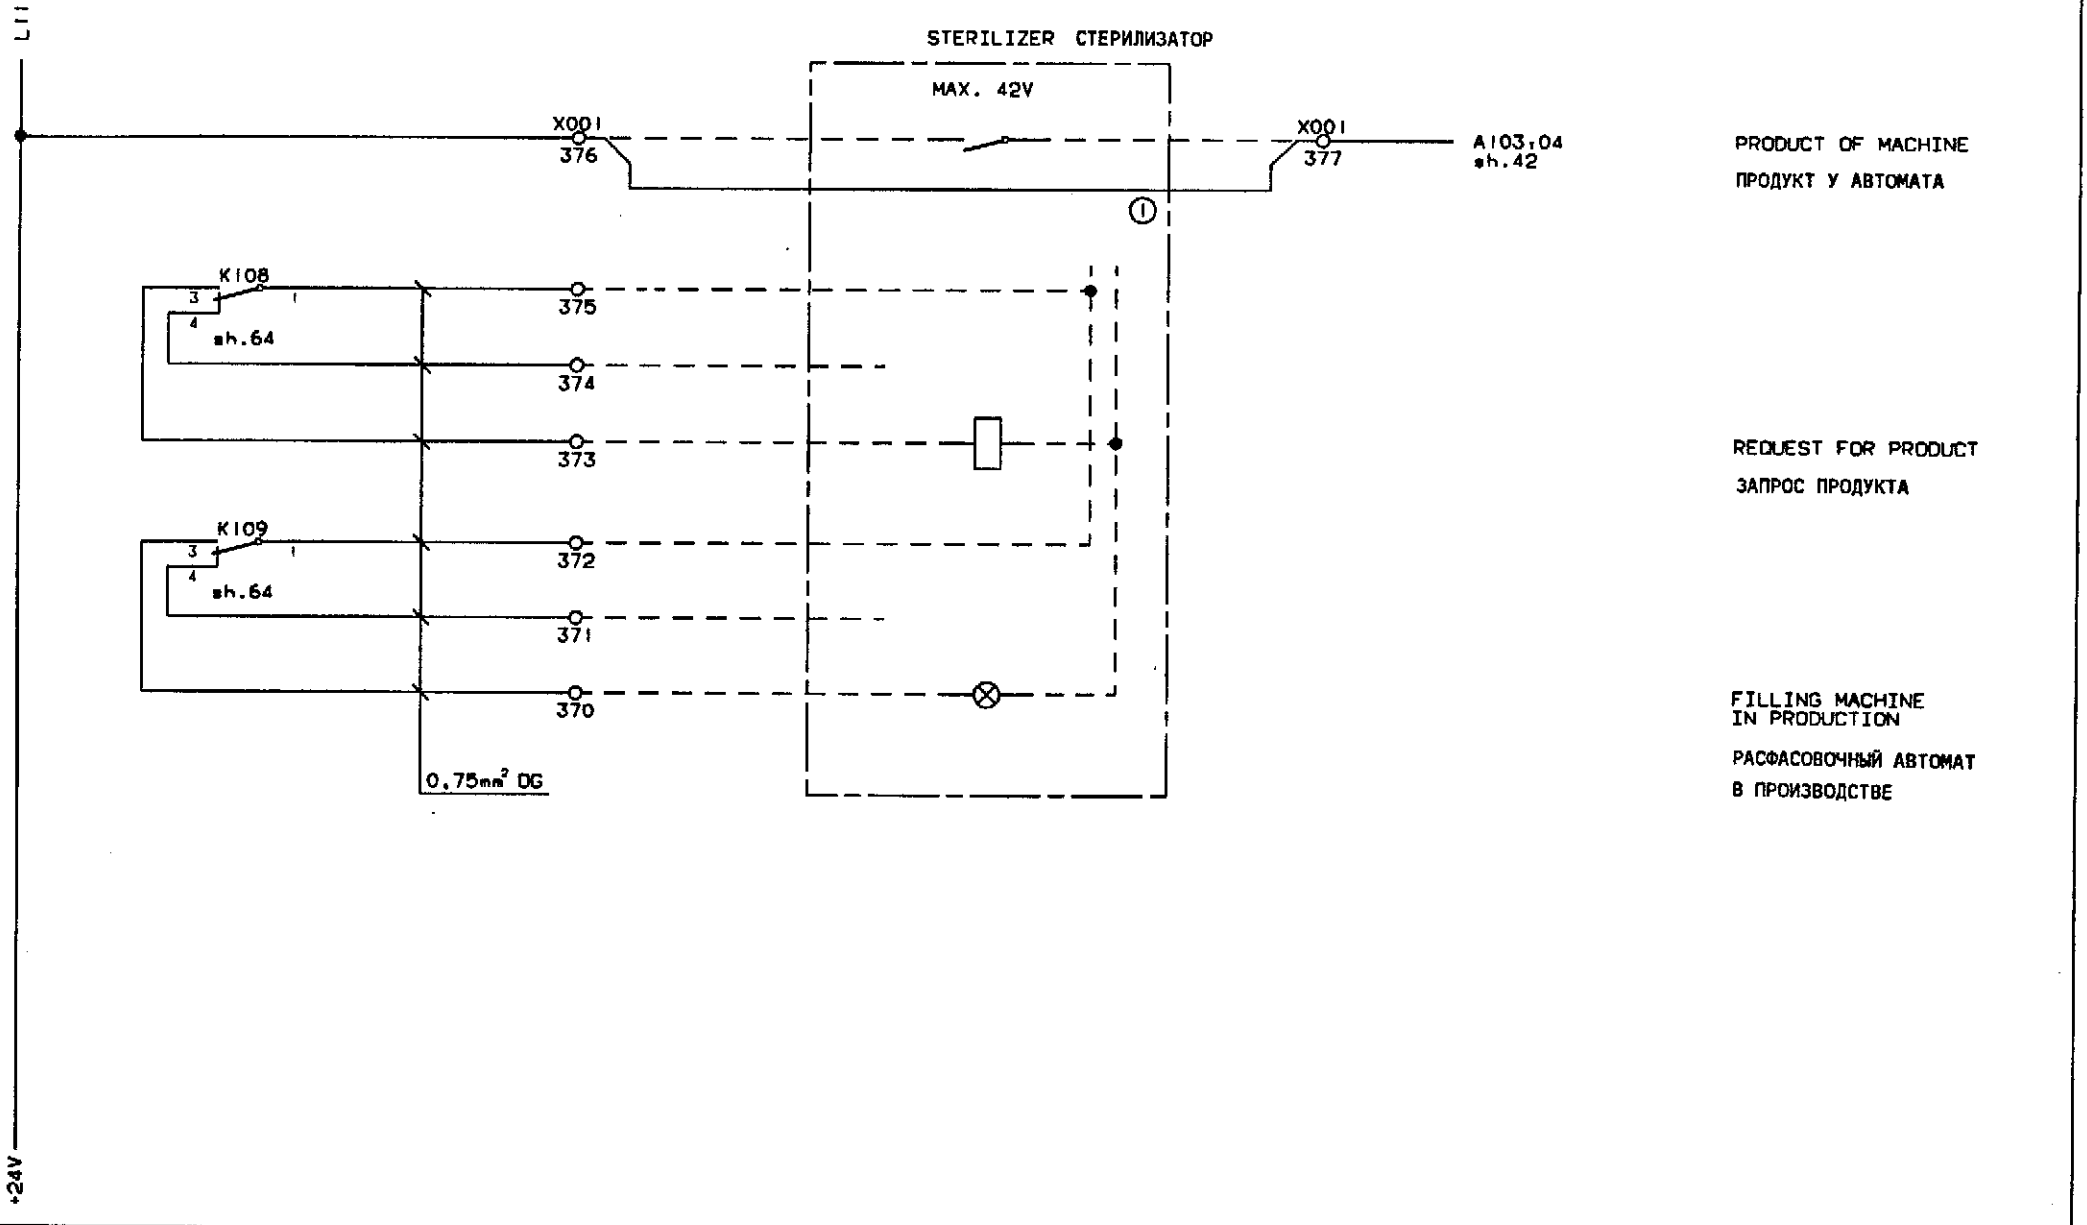 STERILIZER СТЕРИЛИЗАТОР
MAX. 42V
X001
376
X001
377
A103:04
sh.42
PRODUCT OF MACHINE
ПРОДУКТ У АВТОМАТА
1
K108
3
1
4
sh.64
375
374
373
REQUEST FOR PRODUCT
ЗАПРОС ПРОДУКТА
K109
3
1
4
sh.64
372
371
370
FILLING MACHINE
IN PRODUCTION
РАСФАСОВОЧНЫЙ АВТОМАТ
В ПРОИЗВОДСТВЕ
0,75mm² DG
+24V